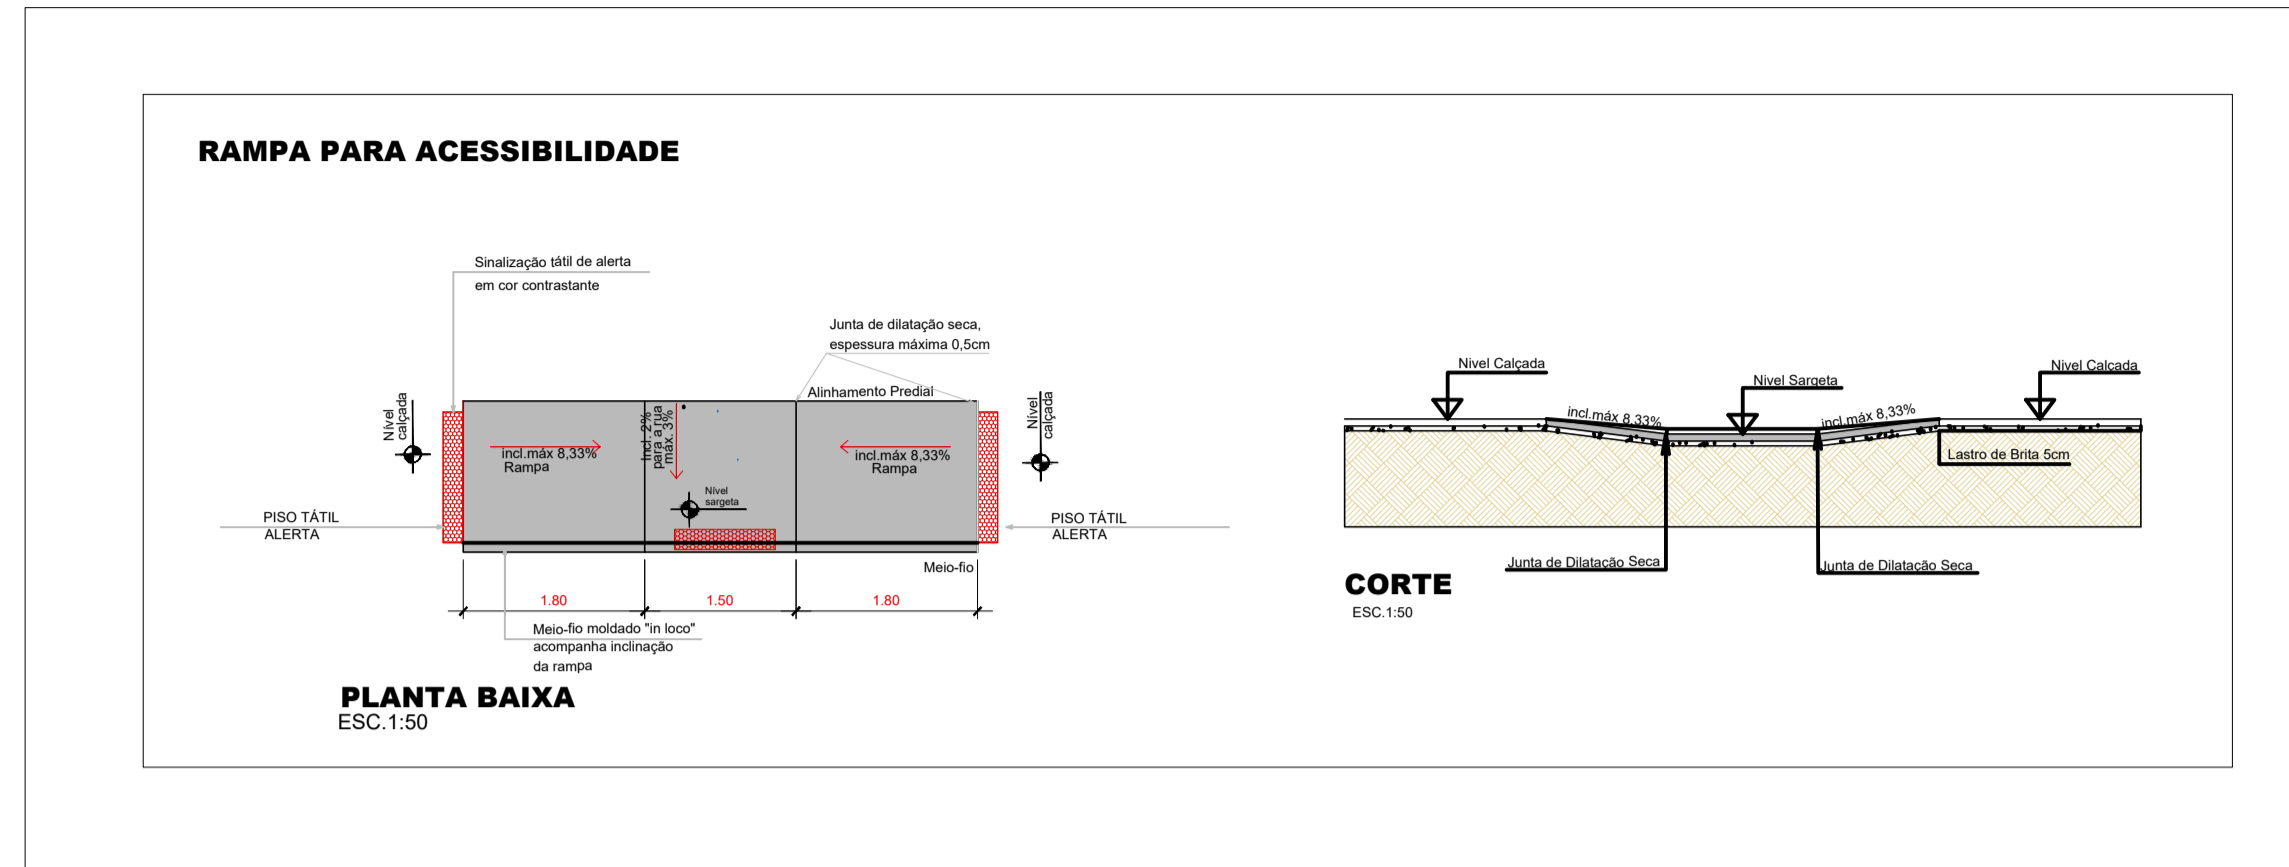 RAMPA PARA ACESSIBILIDADE
Sinalização tátil de alerta
em cor contrastante
Junta de dilatação seca,
espessura máxima 0,5cm
Alinhamento Predial
Nível
calçada
Incl. 2%
para a rua
máx. 3%
incl.máx 8,33%
Rampa
incl.máx 8,33%
Rampa
Nível
calçada
Nível
sargeta
PISO TÁTIL
ALERTA
PISO TÁTIL
ALERTA
Meio-fio
1.80
1.50
1.80
Meio-fio moldado "in loco"
acompanha inclinação
da rampa
PLANTA BAIXA
ESC.1:50
Nivel Calçada
Nivel Sargeta
Nivel Calçada
incl.máx 8,33%
incl.máx 8,33%
Lastro de Brita 5cm
Junta de Dilatação Seca
Junta de Dilatação Seca
CORTE
ESC.1:50